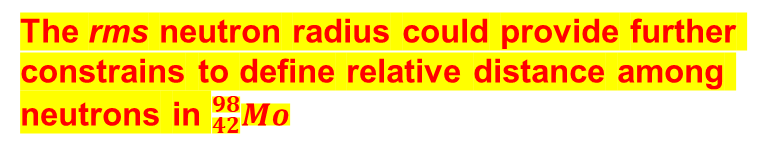 The rms neutron radius could provide further
constrains to define relative distance among
neutrons in $^{98}_{42}Mo$